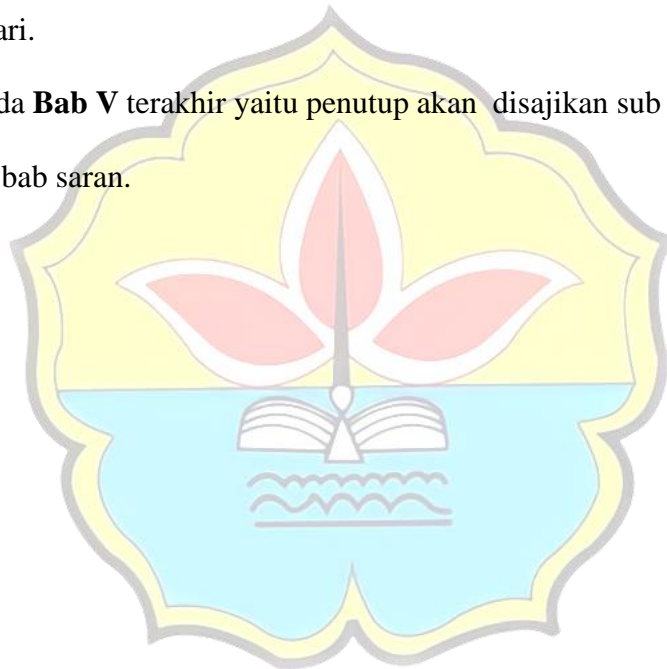 ari.
da Bab V terakhir yaitu penutup akan disajikan sub
bab saran.